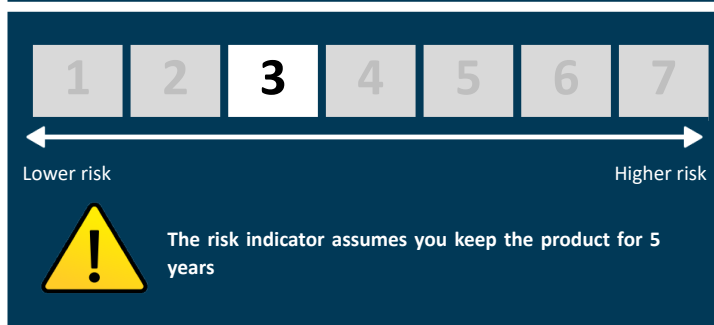 1 2 3 4 5 6 7
Lower risk Higher risk
The risk indicator assumes you keep the product for 5
years